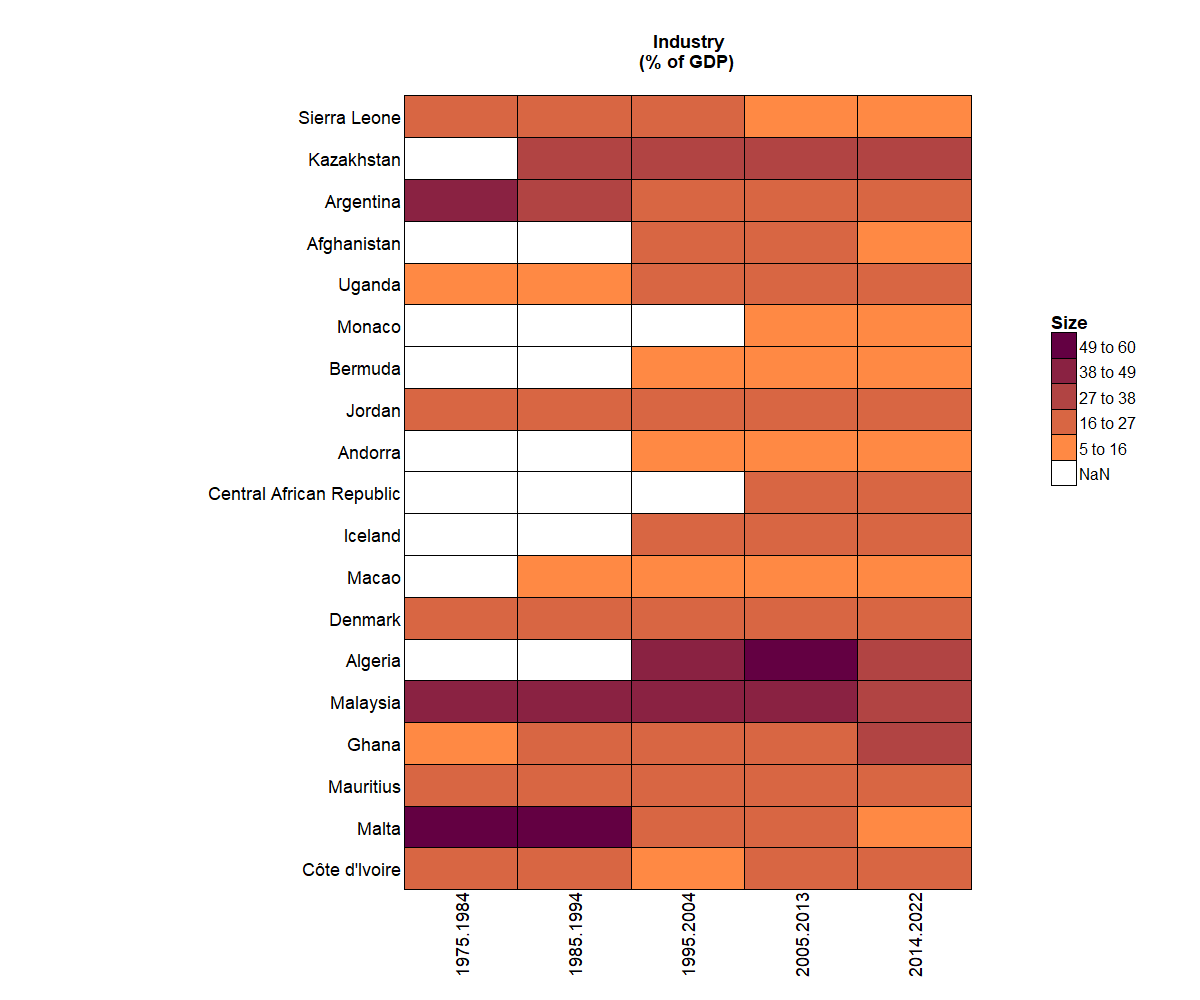 Industry
(% of GDP)
Sierra Leone
Kazakhstan
Argentina
Afghanistan
Uganda
Monaco
Bermuda
Jordan
Andorra
Central African Republic
Iceland
Macao
Denmark
Algeria
Malaysia
Ghana
Mauritius
Malta
Côte d'Ivoire
1975.1984
1985.1994
1995.2004
2005.2013
2014.2022
Size
49 to 60
38 to 49
27 to 38
16 to 27
5 to 16
NaN